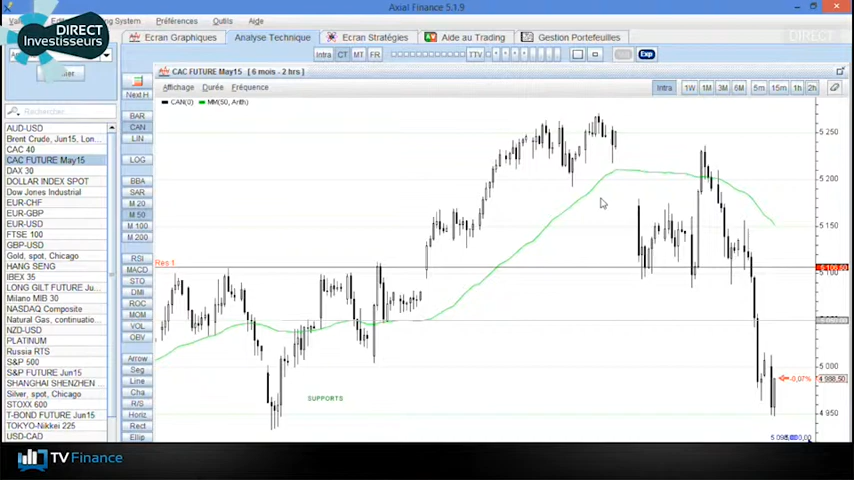 Axial Finance 5.1.9
DIRECT
Investisseurs
Préférences Outils Aide
Ecran Graphiques Analyse Technique Ecran Stratégies Aide au Trading Gestion Portefeuilles
DIRECT
Intra CT MT FR TTV Exp
CAC FUTURE May15 [ 6 mois - 2 hrs ]
Affichage Durée Fréquence Intra 1W 1M 3M 6M 5m 15m 1h 2h
CAN(0) MM(50, Arith)
Rechercher
AUD-USD
Brent Crude, Jun15, Lon...
CAC 40
CAC FUTURE May15
DAX 30
DOLLAR INDEX SPOT
Dow Jones Industrial
EUR-CHF
EUR-GBP
EUR-USD
FTSE 100
GBP-USD
Gold, spot, Chicago
HANG SENG
IBEX 35
LONG GILT FUTURE Ju...
Milano MIB 30
NASDAQ Composite
Natural Gas, continuatio...
NZD-USD
PLATINUM
Russia RTS
S&P 500
S&P FUTURE Jun15
SHANGHAI SHENZHEN ...
Silver, spot, Chicago
STOXX 600
T-BOND FUTURE Jun15
TOKYO-Nikkei 225
USD-CAD
Next.H
BAR
CAN
LIN
LOG
BBA
SAR
M 20
M 50
M 100
M 200
RSI
MACD
STO
DMI
ROC
MOM
VOL
OBV
Arrow
Seg
Line
Cha
R/S
Horiz
Rect
Ellip
Res 1
SUPPORTS
5 250
5 200
5 150
5 100
5 000
-0,07% 4 988,50
4 950
TV Finance